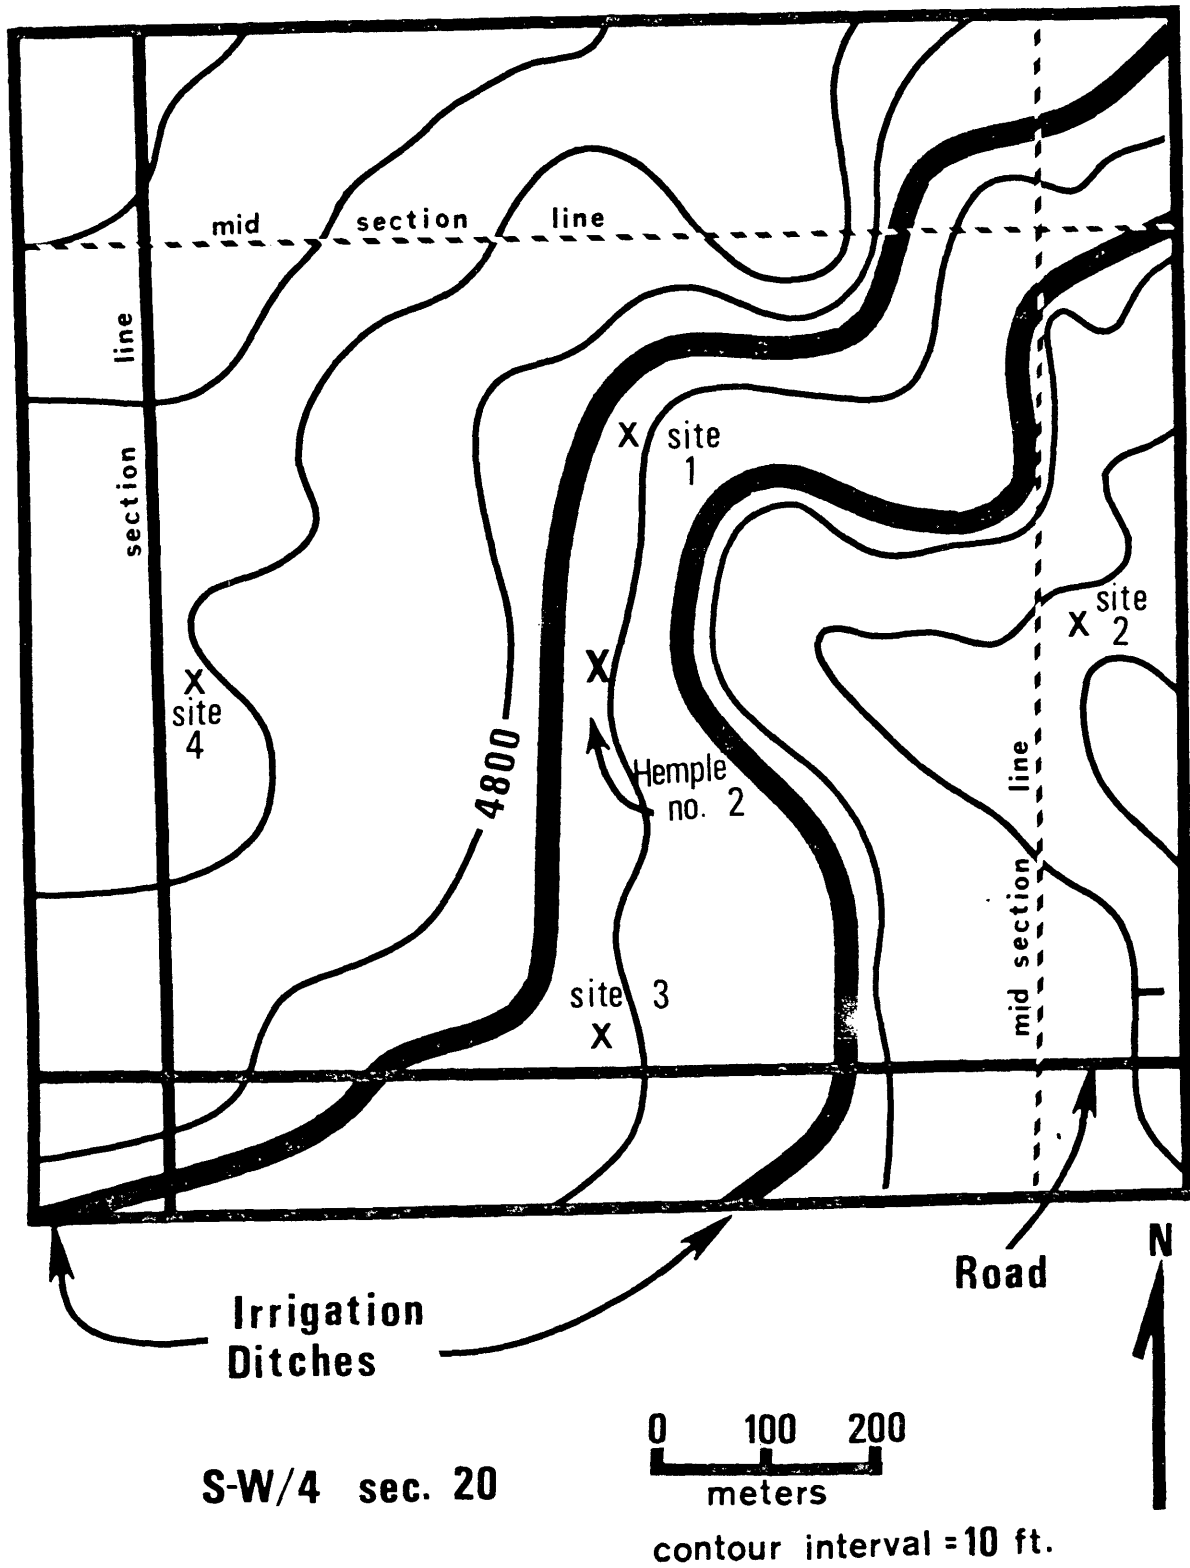 mid section line
section line
site
1
site
2
site
4
4800
Hemple
no. 2
mid section line
site 3
N
Road
Irrigation
Ditches
0 100 200
meters
S-W/4 sec. 20
contour interval = 10 ft.
X
X
X
X
X